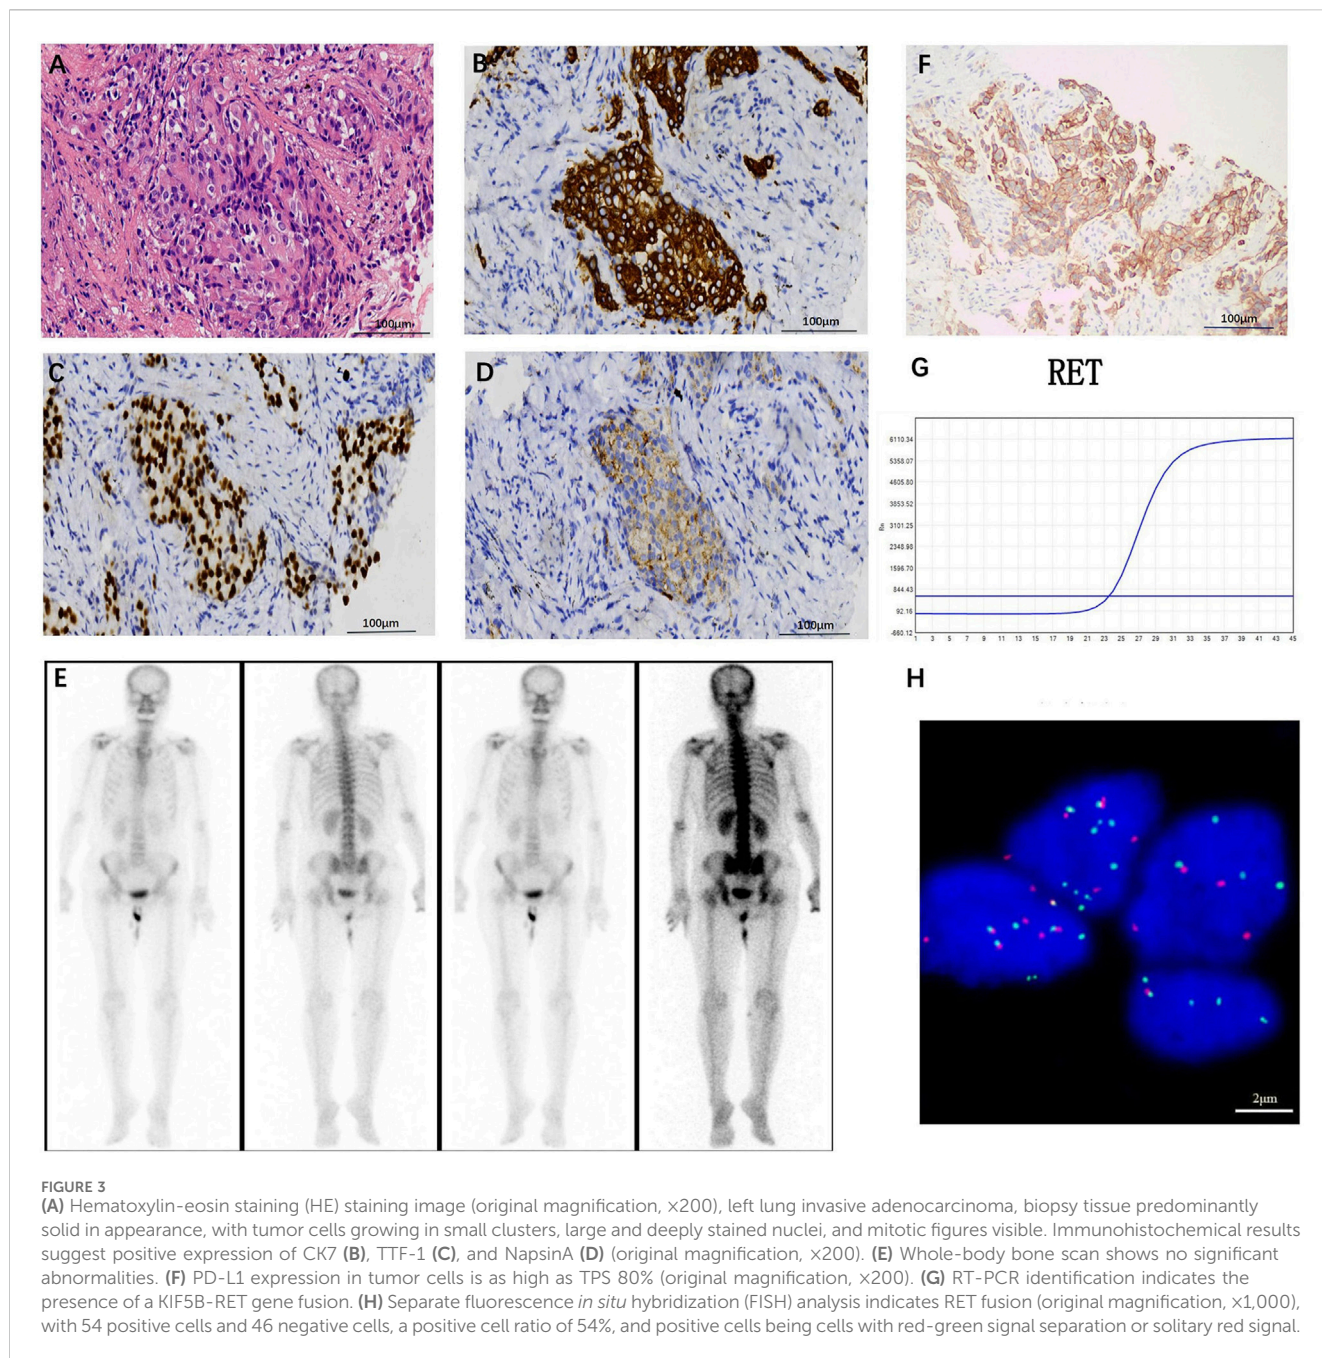 A
100μm
B
100μm
F
100μm
C
100μm
D
100μm
G
RET
6110.34
5358.07
4605.80
3853.52
3101.25
2348.98
1596.70
844.43
92.16
-660.12
Rn
1 3 5 7 9 11 13 15 17 19 21 23 25 27 29 31 33 35 37 39 41 43 45
E
H
2μm
FIGURE 3
(A) Hematoxylin-eosin staining (HE) staining image (original magnification, ×200), left lung invasive adenocarcinoma, biopsy tissue predominantly
solid in appearance, with tumor cells growing in small clusters, large and deeply stained nuclei, and mitotic figures visible. Immunohistochemical results
suggest positive expression of CK7 (B), TTF-1 (C), and NapsinA (D) (original magnification, ×200). (E) Whole-body bone scan shows no significant
abnormalities. (F) PD-L1 expression in tumor cells is as high as TPS 80% (original magnification, ×200). (G) RT-PCR identification indicates the
presence of a KIF5B-RET gene fusion. (H) Separate fluorescence in situ hybridization (FISH) analysis indicates RET fusion (original magnification, ×1,000),
with 54 positive cells and 46 negative cells, a positive cell ratio of 54%, and positive cells being cells with red-green signal separation or solitary red signal.